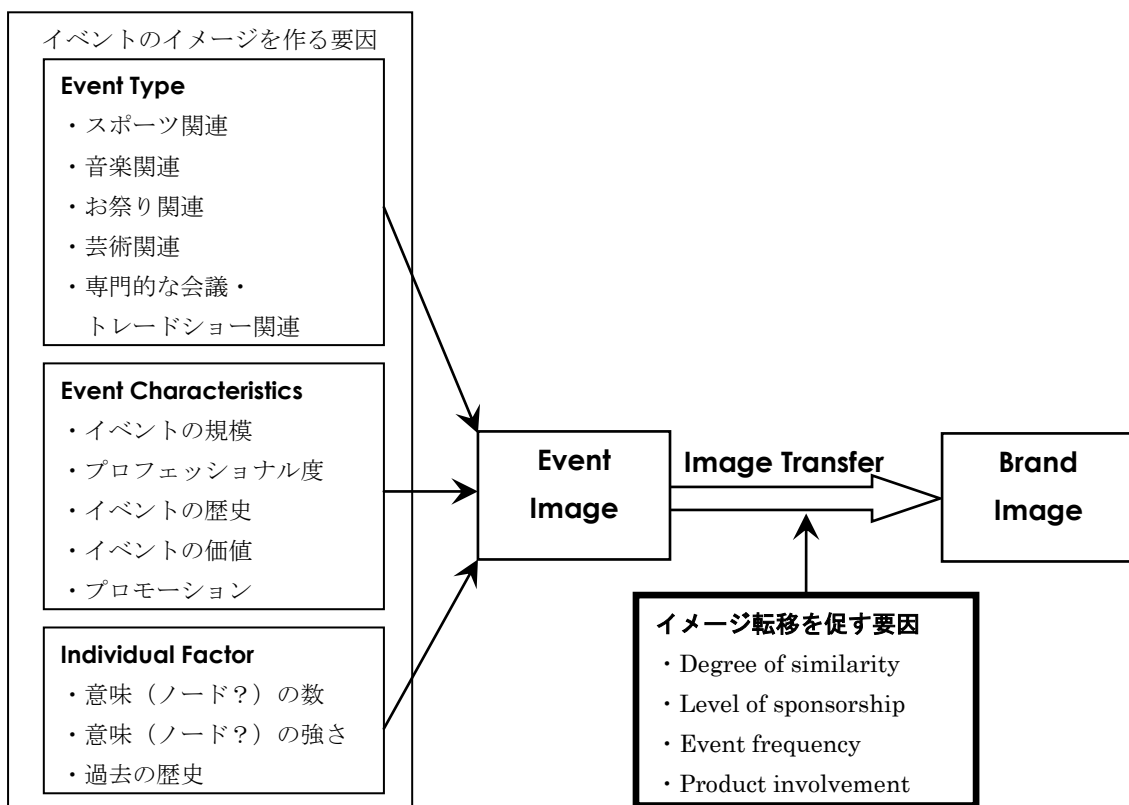 イベントのイメージを作る要因
Event Type
・スポーツ関連
・音楽関連
・お祭り関連
・芸術関連
・専門的な会議・
トレードショー関連
Event Characteristics
・イベントの規模
・プロフェッショナル度
・イベントの歴史
・イベントの価値
・プロモーション
Individual Factor
・意味（ノード？）の数
・意味（ノード？）の強さ
・過去の歴史
Event
Image
Image Transfer
Brand
Image
イメージ転移を促す要因
・Degree of similarity
・Level of sponsorship
・Event frequency
・Product involvement